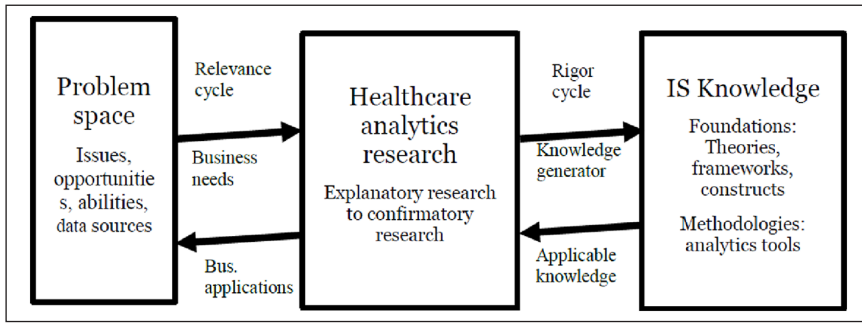 Problem
space
Issues,
opportunitie
s, abilities,
data sources
Relevance
cycle
Business
needs
Bus.
applications
Healthcare
analytics
research
Explanatory research
to confirmatory
research
Rigor
cycle
Knowledge
generator
Applicable
knowledge
IS Knowledge
Foundations:
Theories,
frameworks,
constructs
Methodologies:
analytics tools